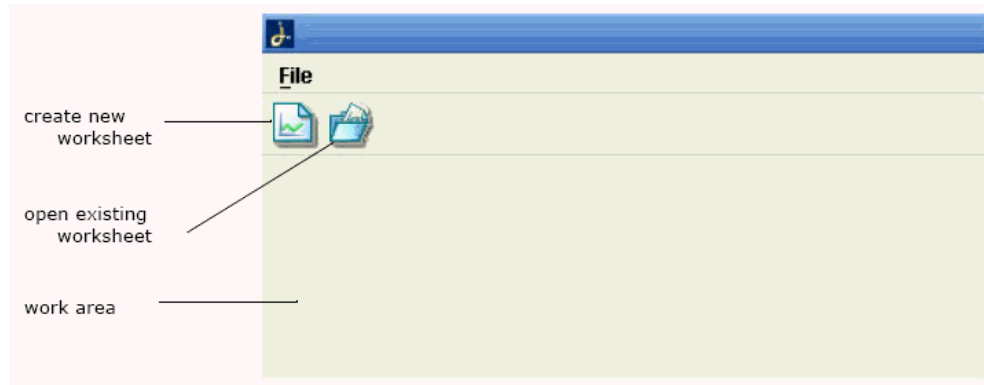 j.
File
create new
worksheet
open existing
worksheet
work area